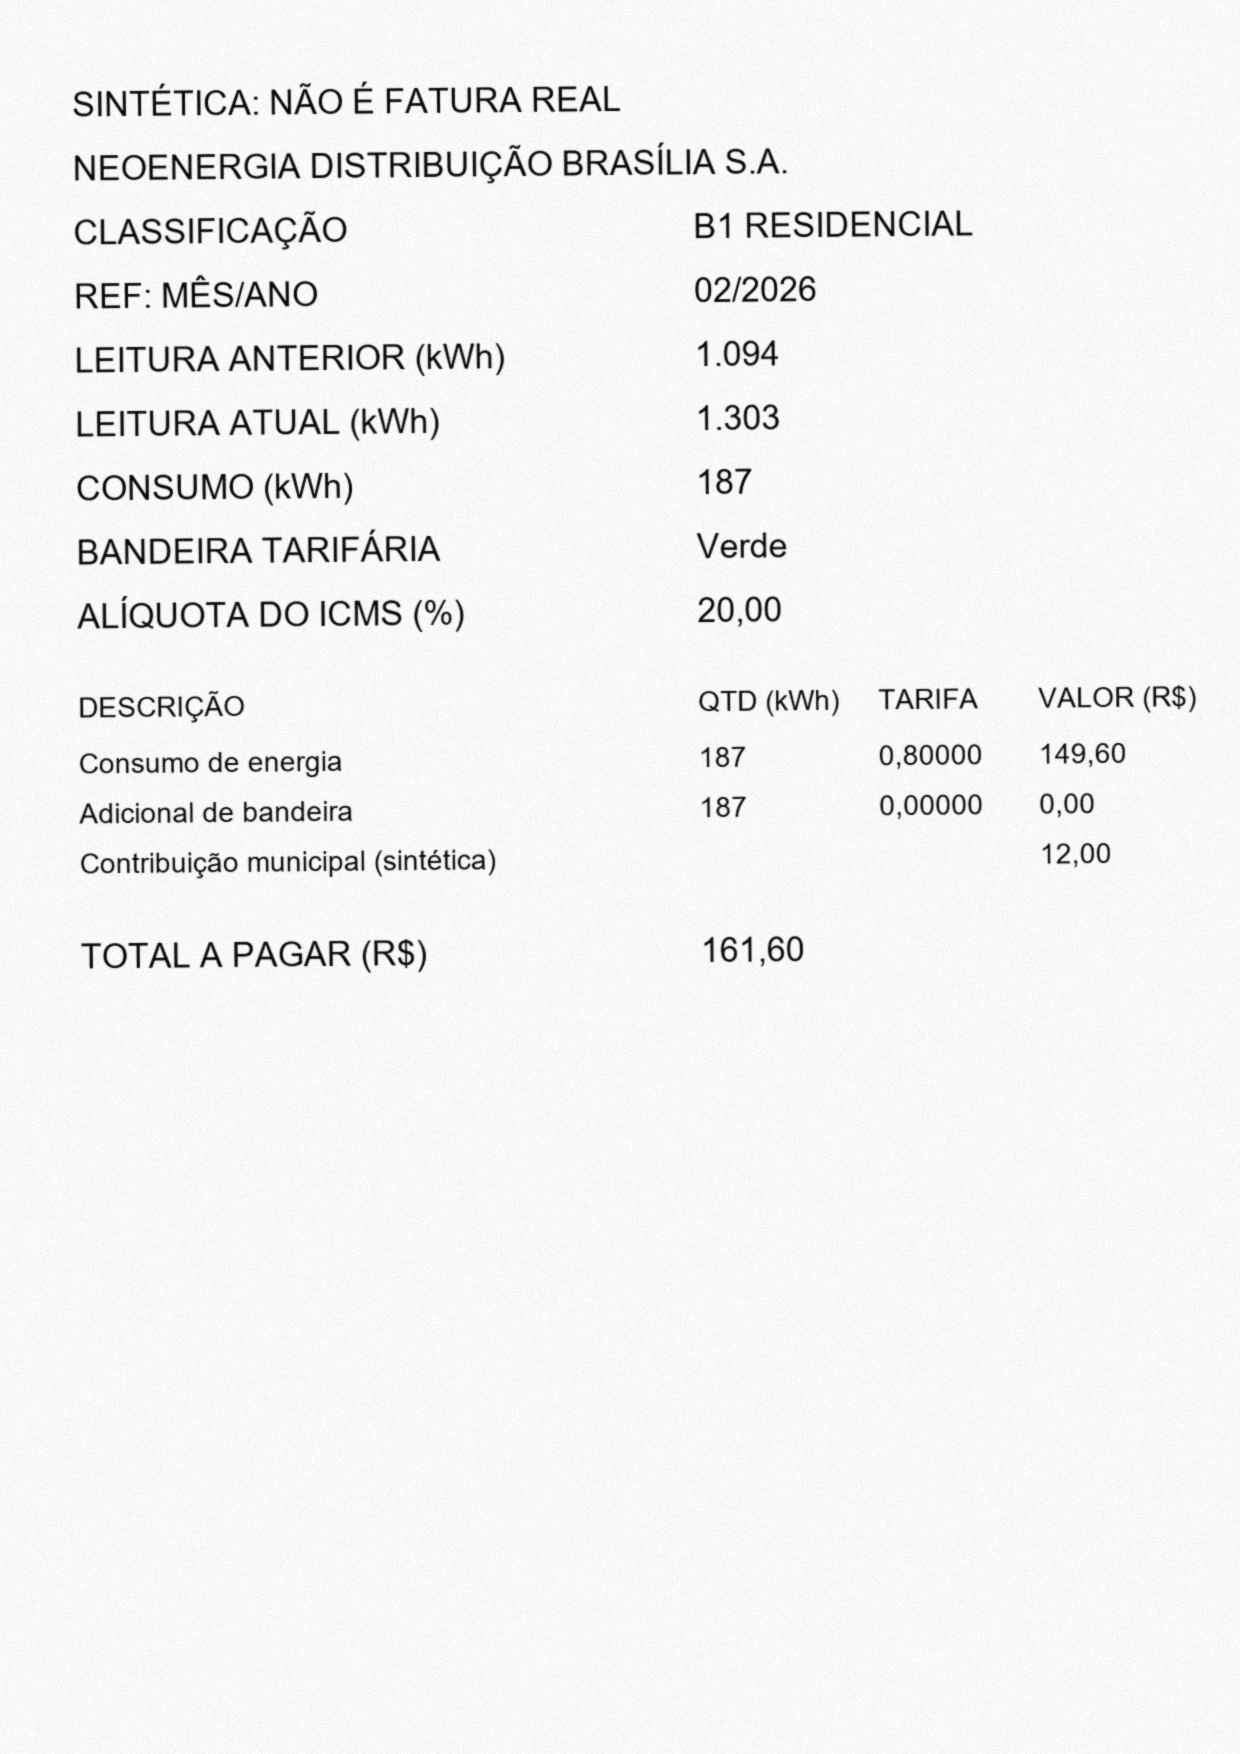 SINTÉTICA: NÃO É FATURA REAL
NEOENERGIA DISTRIBUIÇÃO BRASÍLIA S.A.
CLASSIFICAÇÃO B1 RESIDENCIAL
REF: MÊS/ANO 02/2026
LEITURA ANTERIOR (kWh) 1.094
LEITURA ATUAL (kWh) 1.303
CONSUMO (kWh) 187
BANDEIRA TARIFÁRIA Verde
ALÍQUOTA DO ICMS (%) 20,00
DESCRIÇÃO QTD (kWh) TARIFA VALOR (R$)
Consumo de energia 187 0,80000 149,60
Adicional de bandeira 187 0,00000 0,00
Contribuição municipal (sintética) 12,00
TOTAL A PAGAR (R$) 161,60